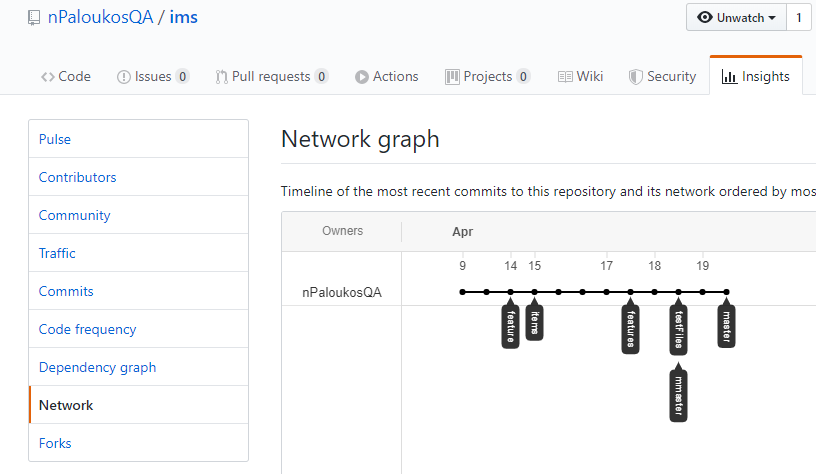 nPaloukosQA / ims
Unwatch 1
Code Issues 0 Pull requests 0 Actions Projects 0 Wiki Security Insights
Pulse
Contributors
Community
Traffic
Commits
Code frequency
Dependency graph
Network
Forks
Network graph
Timeline of the most recent commits to this repository and its network ordered by mos
Owners Apr
9 14 15 17 18 19
nPaloukosQA
feature
items
features
testFiles
mmaster
master